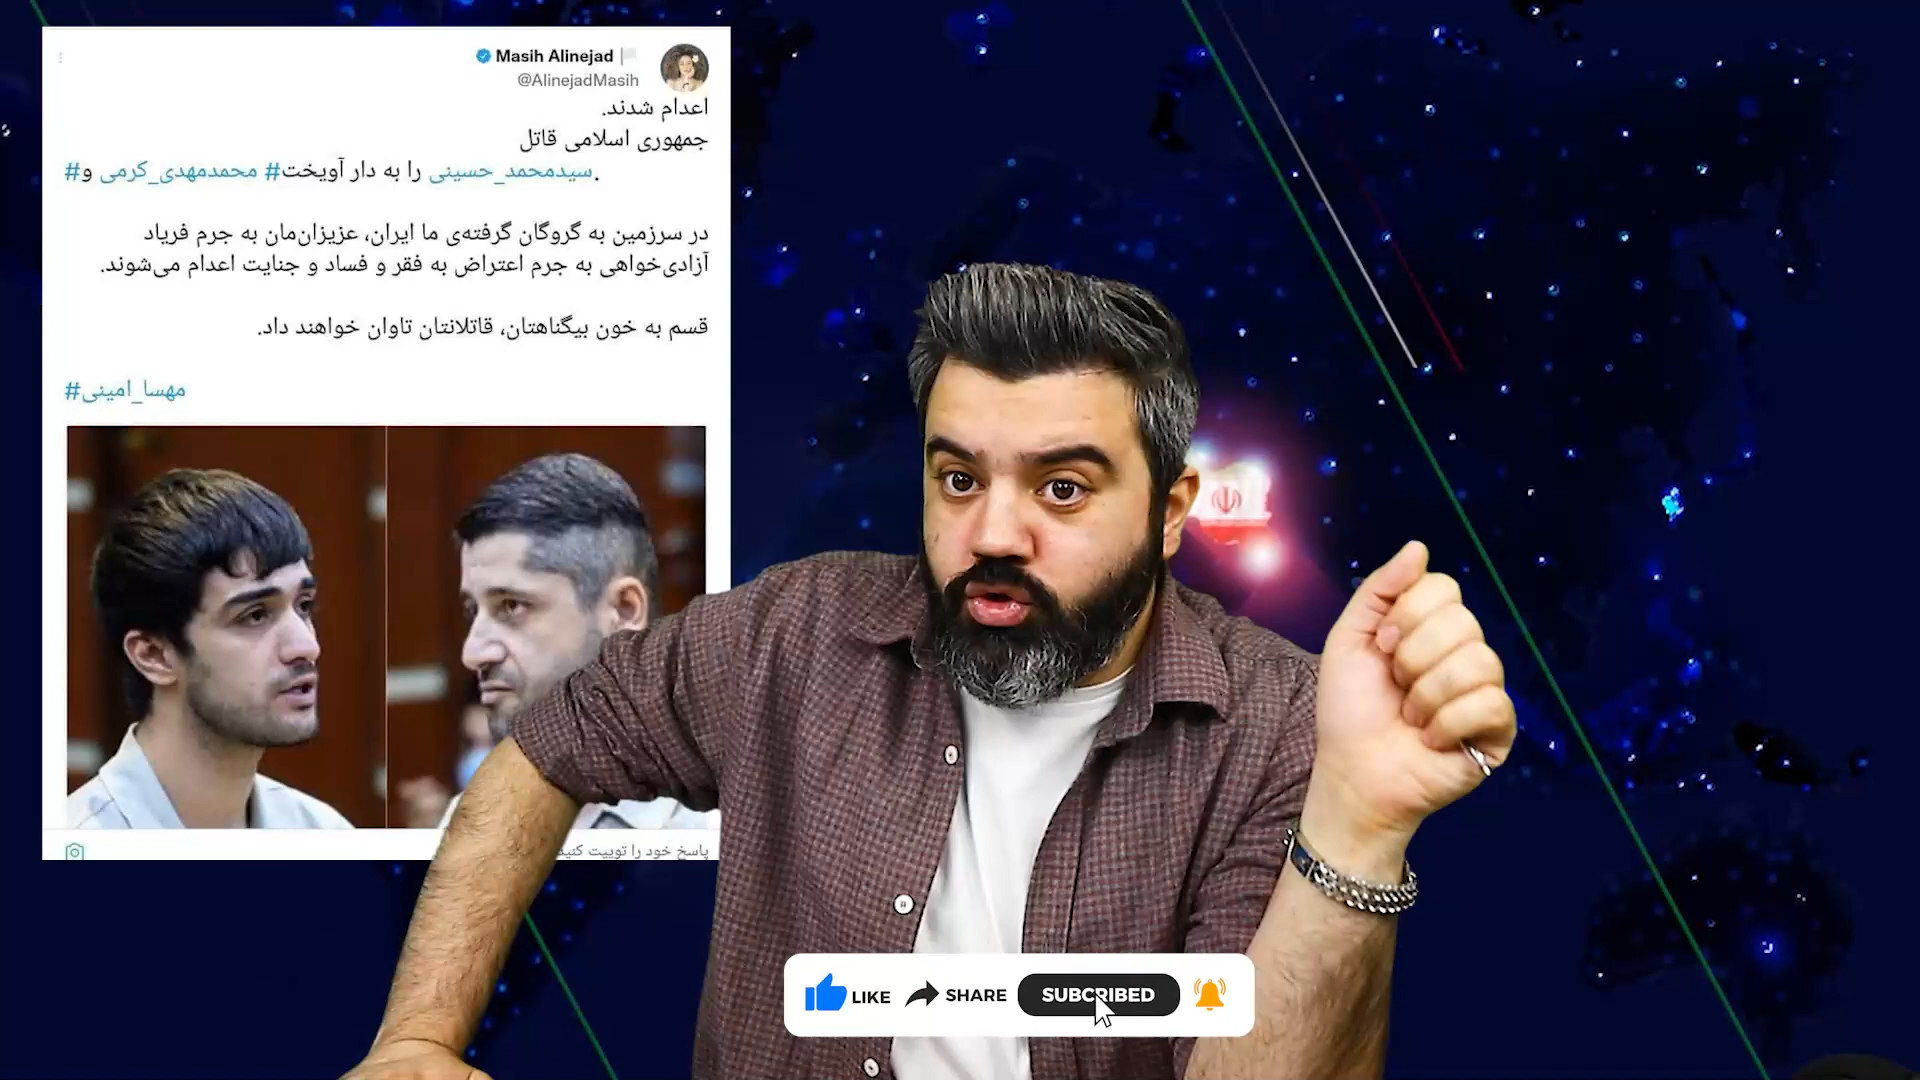 Masih Alinejad
@AlinejadMasih
اعدام شدند.
جمهوری اسلامی قاتل
#محمدمهدی_کرمی و #سیدمحمد_حسینی را به دار آویخت.
در سرزمین به گروگان گرفته‌ی ما ایران، عزیزان‌مان به جرم فریاد
آزادی‌خواهی به جرم اعتراض به فقر و فساد و جنایت اعدام می‌شوند.
قسم به خون بیگناهتان، قاتلانتان تاوان خواهند داد.
#مهسا_امینی
پاسخ خود را توییت کنید
LIKE SHARE SUBCRIBED